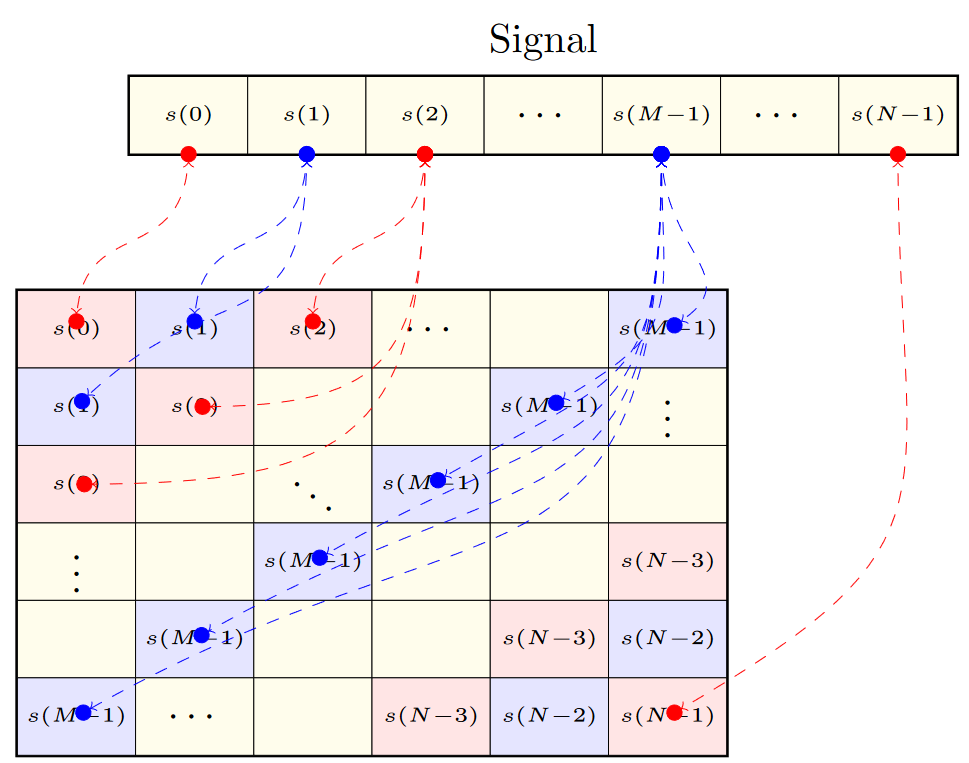 Signal
s(0) s(1) s(2) ··· s(M−1) ··· s(N−1)
s(0) s(1) s(2) ··· s(M−1)
s(1) s(2) s(M−1) ⋮
s(2) ⋱ s(M−1)
⋮ s(M−1) s(N−3)
s(M−1) s(N−3) s(N−2)
s(M−1) ··· s(N−3) s(N−2) s(N−1)